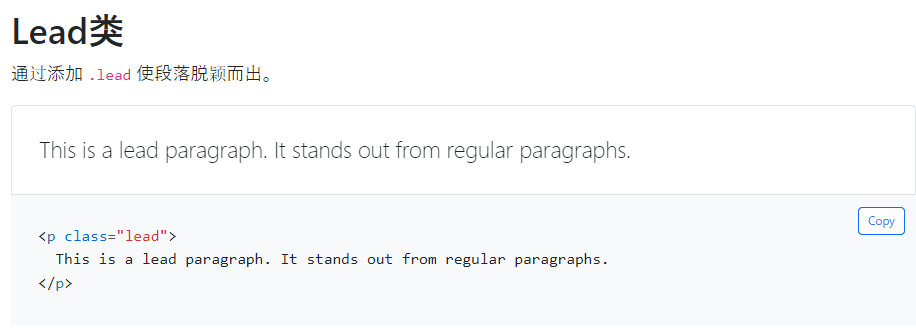 Lead类
通过添加 .lead 使段落脱颖而出。
This is a lead paragraph. It stands out from regular paragraphs.
Copy
<p class="lead">
  This is a lead paragraph. It stands out from regular paragraphs.
</p>